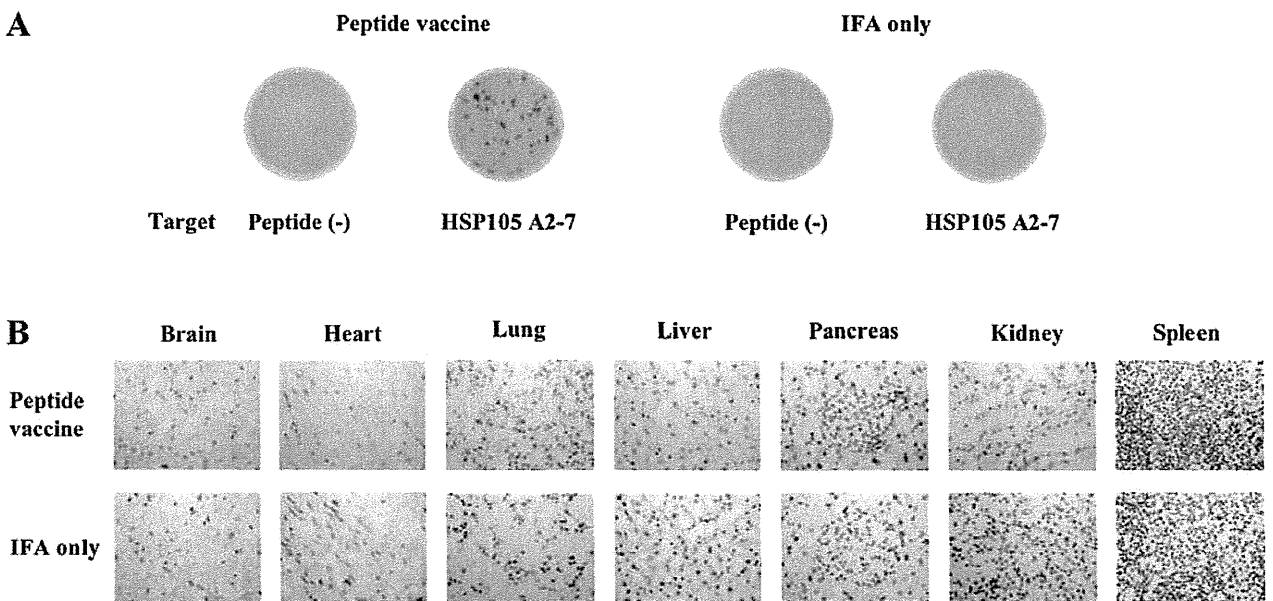 A
Peptide vaccine IFA only
Target Peptide (-) HSP105 A2-7 Peptide (-) HSP105 A2-7
B
Brain Heart Lung Liver Pancreas Kidney Spleen
Peptide
vaccine
IFA only